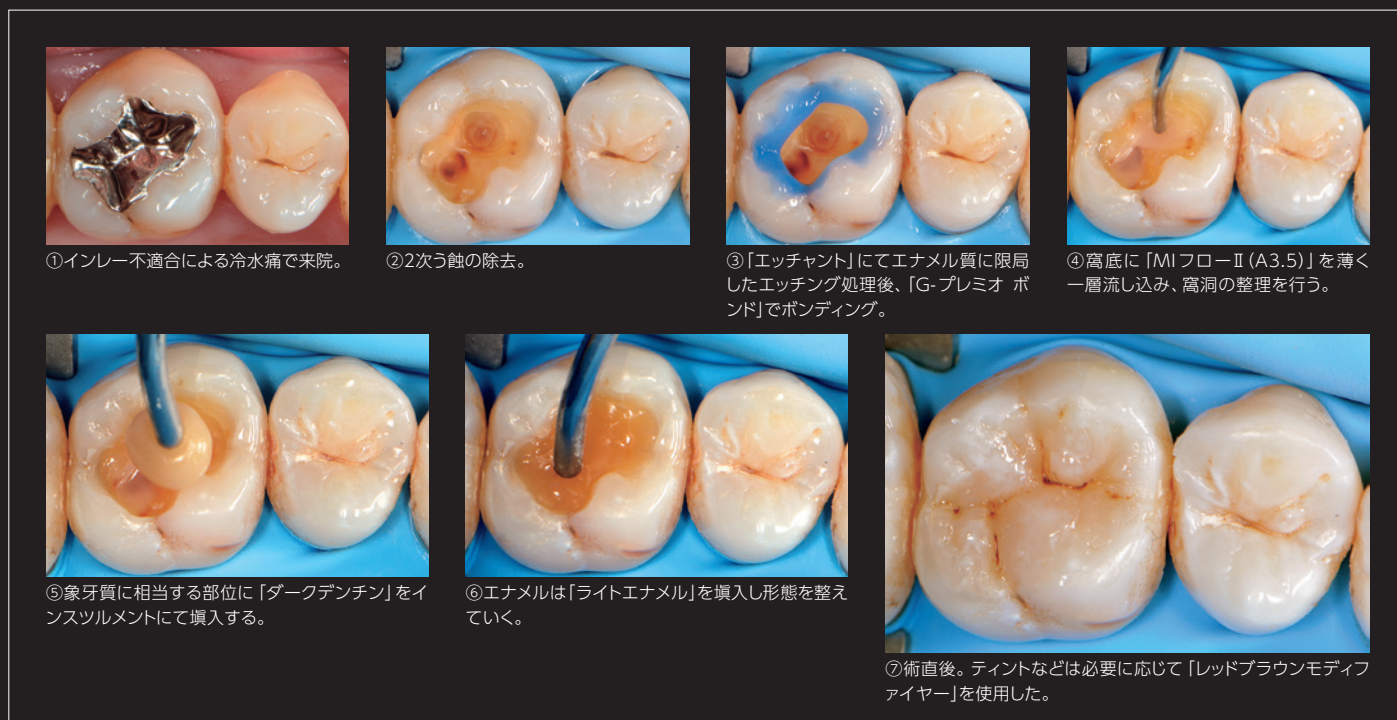 ①インレー不適合による冷水痛で来院。
②2次う蝕の除去。
③「エッチャント」にてエナメル質に限局
したエッチング処理後、「G-プレミオ ボ
ンド」でボンディング。
④窩底に「MIフローⅡ(A3.5)」を薄く
一層流し込み、窩洞の整理を行う。
⑤象牙質に相当する部位に「ダークデンチン」をイ
ンスツルメントにて塡入する。
⑥エナメルは「ライトエナメル」を塡入し形態を整え
ていく。
⑦術直後。ティントなどは必要に応じて「レッドブラウンモディフ
ァイヤー」を使用した。